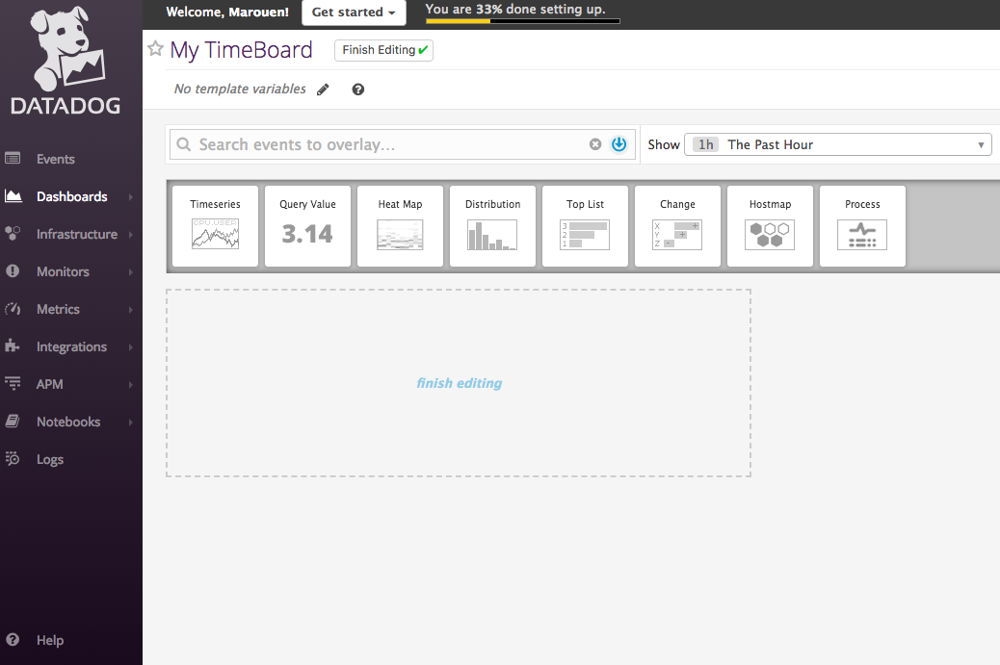 Welcome, Marouen!
Get started
You are 33% done setting up.
DATADOG
My TimeBoard
Finish Editing✔
No template variables
Search events to overlay...
Show
1h The Past Hour
Events
Dashboards
Infrastructure
Monitors
Metrics
Integrations
APM
Notebooks
Logs
Help
Timeseries
CPU.USER
Query Value
3.14
Heat Map
Distribution
Top List
3
2
1
Change
X +
Y +
Z -
Hostmap
Process
finish editing